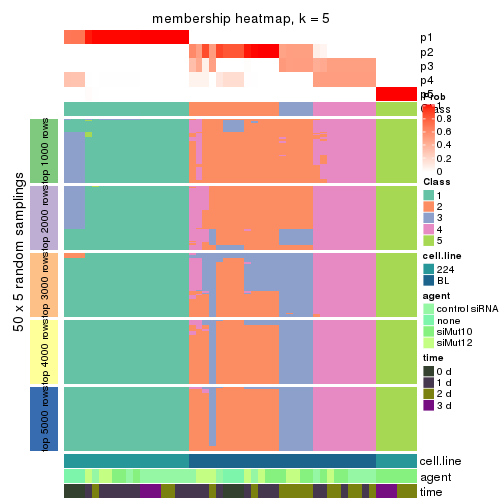 membership heatmap, k = 5
p1
p2
p3
p4
p5
Prob
Class
1
0.8
0.6
0.4
0.2
0
Class
1
2
3
4
5
cell.line
224
BL
agent
control siRNA
none
siMut10
siMut12
time
0 d
1 d
2 d
3 d
50 x 5 random samplings
top 1000 rows
top 2000 rows
top 3000 rows
top 4000 rows
top 5000 rows
cell.line
agent
time